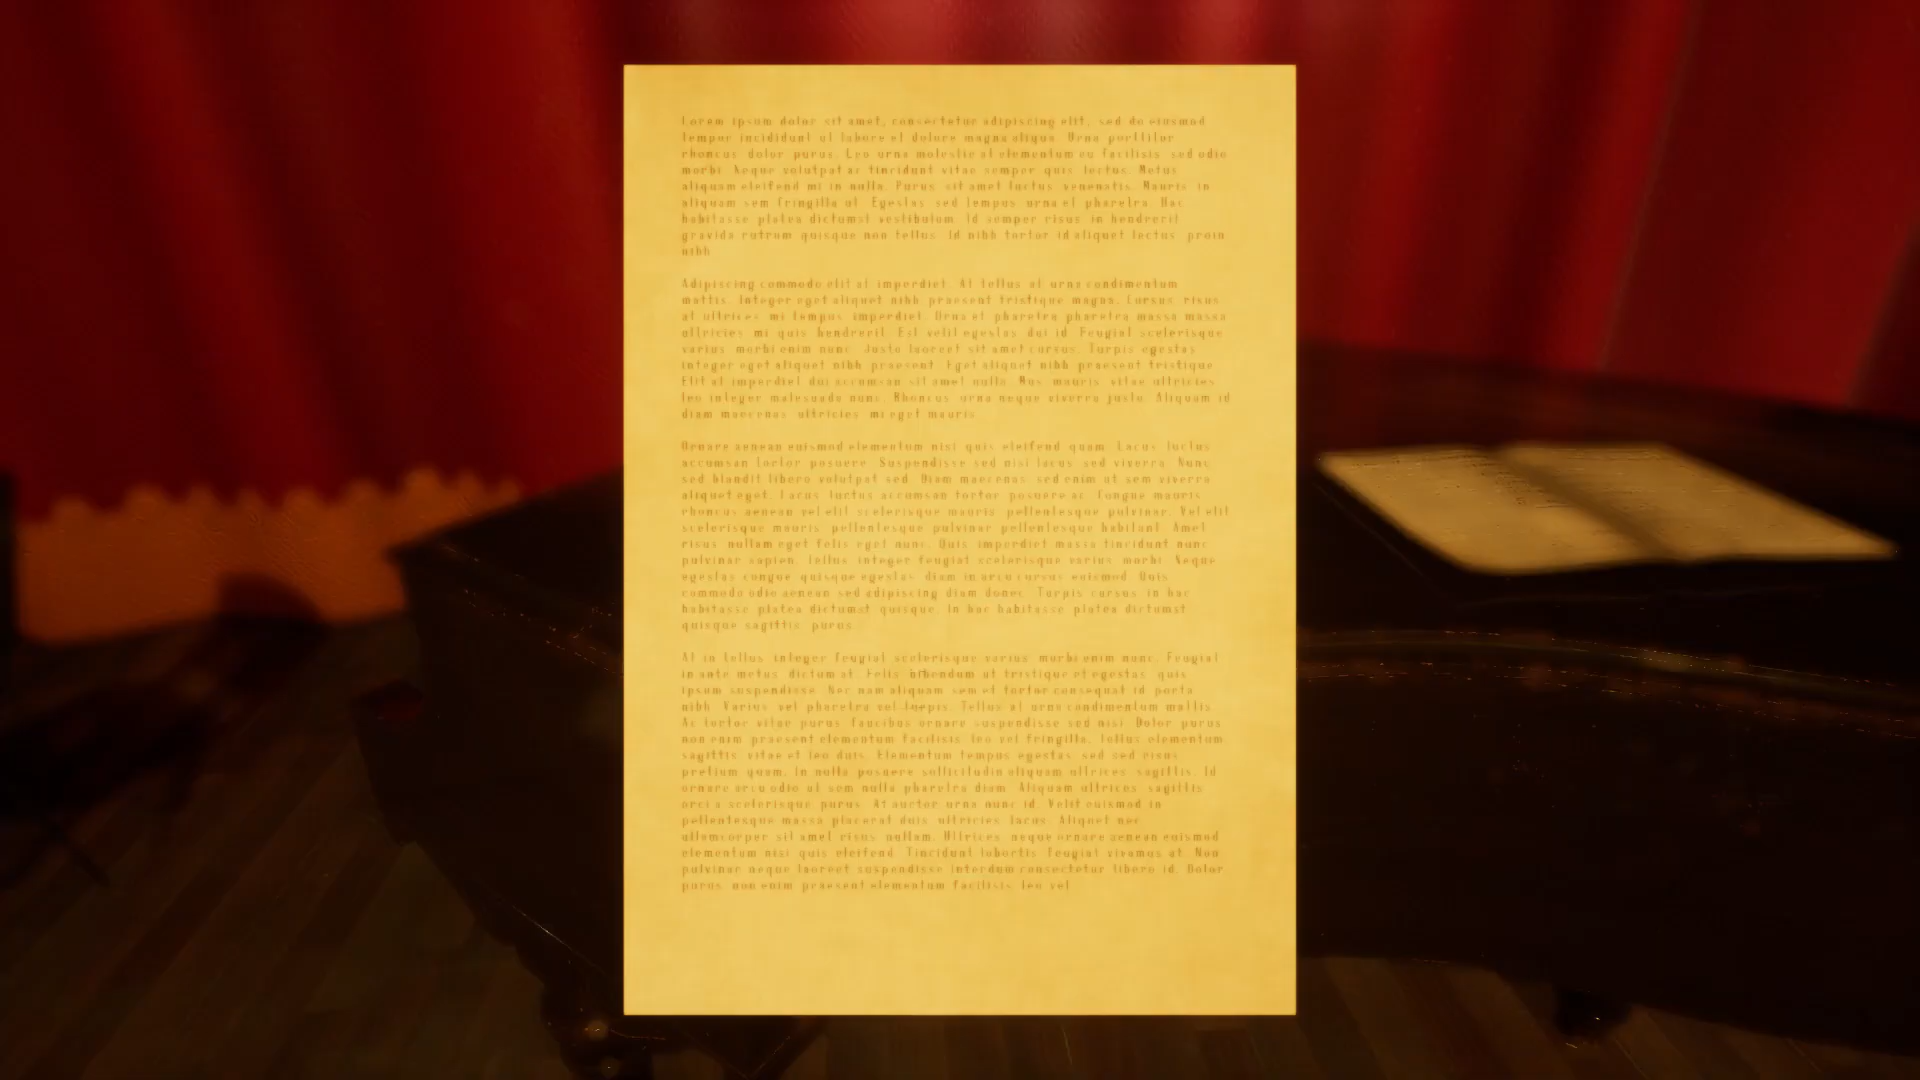 Lorem ipsum dolor sit amet, consectetur adipiscing elit, sed do eiusmod
tempor incididunt ut labore et dolore magna aliqua. Urna porttitor
rhoncus dolor purus. Leo urna molestie at elementum eu facilisis sed odio
morbi. Neque volutpat ac tincidunt vitae semper quis lectus. Metus
aliquam eleifend mi in nulla. Purus sit amet luctus venenatis. Mauris in
aliquam sem fringilla ut. Egestas sed tempus urna et pharetra. Hac
habitasse platea dictumst vestibulum. Id semper risus in hendrerit
gravida rutrum quisque non tellus. Id nibh tortor id aliquet lectus proin
nibh
Adipiscing commodo elit at imperdiet. At tellus at urna condimentum
mattis. Integer eget aliquet nibh praesent tristique magna. Cursus risus
at ultrices mi tempus imperdiet. Urna et pharetra pharetra massa massa
ultricies mi quis hendrerit. Est velit egestas dui id. Feugiat scelerisque
varius morbi enim nunc. Justo laoreet sit amet cursus. Turpis egestas
integer eget aliquet nibh praesent. Eget aliquet nibh praesent tristique.
Elit at imperdiet dui accumsan sit amet nulla. Mus mauris vitae ultricies
leo integer malesuada nunc. Rhoncus urna neque viverra justo. Aliquam id
diam maecenas ultricies mi eget mauris.
Ornare aenean euismod elementum nisi quis eleifend quam. Lacus luctus
accumsan tortor posuere. Suspendisse sed nisi lacus sed viverra. Nunc
sed blandit libero volutpat sed. Diam maecenas sed enim ut sem viverra
aliquet eget. Lacus luctus accumsan tortor posuere ac. Congue mauris
rhoncus aenean vel elit scelerisque mauris pellentesque pulvinar. Vel elit
scelerisque mauris pellentesque pulvinar pellentesque habitant. Amet
risus nullam eget felis eget nunc. Quis imperdiet massa tincidunt nunc
pulvinar sapien. Tellus integer feugiat scelerisque varius morbi. Neque
egestas congue quisque egestas diam in arcu cursus euismod. Quis
commodo odio aenean sed adipiscing diam donec. Turpis cursus in hac
habitasse platea dictumst quisque. In hac habitasse platea dictumst
quisque sagittis purus.
At in tellus integer feugiat scelerisque varius morbi enim nunc. Feugiat
in ante metus dictum at. Felis bibendum ut tristique et egestas quis
ipsum suspendisse. Nec nam aliquam sem et tortor consequat id porta
nibh. Varius vel pharetra vel turpis. Tellus at urna condimentum mattis.
Ac tortor vitae purus faucibus ornare suspendisse sed nisi. Dolor purus
non enim praesent elementum facilisis leo vel fringilla. Tellus elementum
sagittis vitae et leo duis. Elementum tempus egestas sed sed risus
pretium quam. In nulla posuere sollicitudin aliquam ultrices sagittis. Id
ornare arcu odio ut sem nulla pharetra diam. Aliquam ultrices sagittis
orci a scelerisque purus. At auctor urna nunc id. Velit euismod in
pellentesque massa placerat duis ultricies lacus. Aliquet nec
ullamcorper sit amet risus nullam. Ultrices neque ornare aenean euismod
elementum nisi quis eleifend. Tincidunt lobortis feugiat vivamus at. Non
pulvinar neque laoreet suspendisse interdum consectetur libero id. Dolor
purus non enim praesent elementum facilisis leo vel